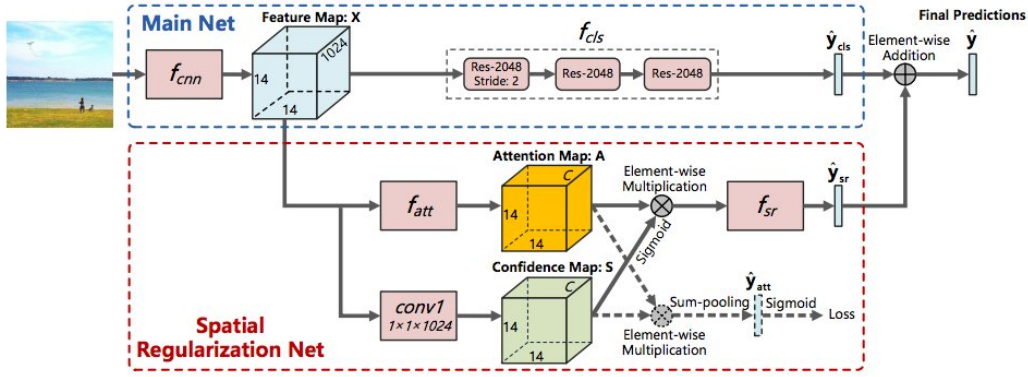 Main Net
Feature Map: X
1024
14
14
f_cnn
f_cls
Res-2048
Stride: 2
Res-2048
Res-2048
ŷ_cls
Element-wise
Addition
Final Predictions
ŷ
Attention Map: A
C
14
14
f_att
Element-wise
Multiplication
Sigmoid
f_sr
ŷ_sr
Confidence Map: S
C
14
14
conv1
1×1×1024
Element-wise
Multiplication
Sum-pooling
ŷ_att
Sigmoid
Loss
Spatial
Regularization Net